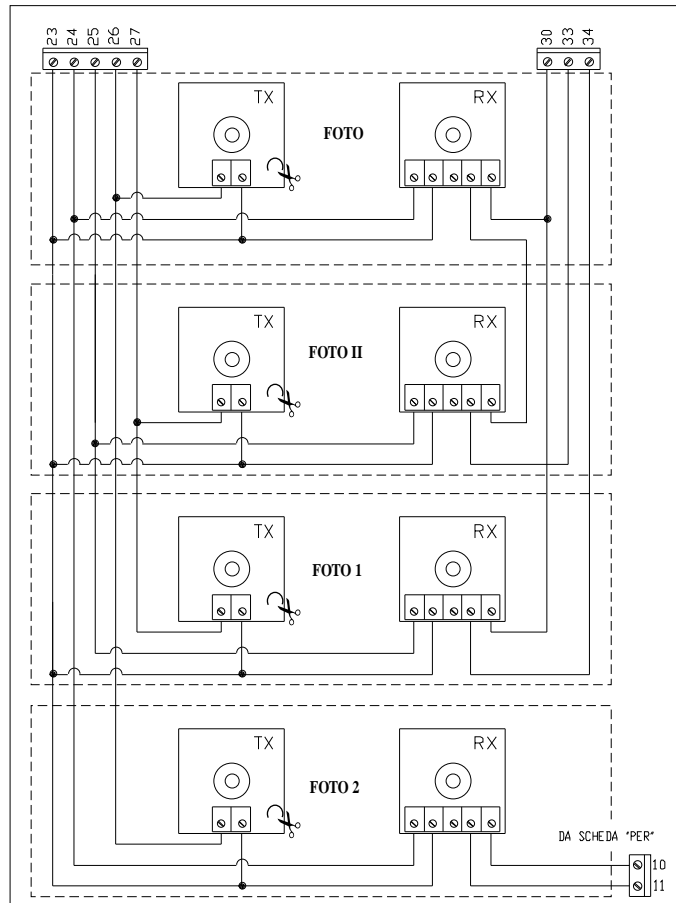 23 24 25 26 27 30 33 34
TX FOTO RX
TX FOTO II RX
TX FOTO 1 RX
TX FOTO 2 RX
DA SCHEDA "PER"
10
11